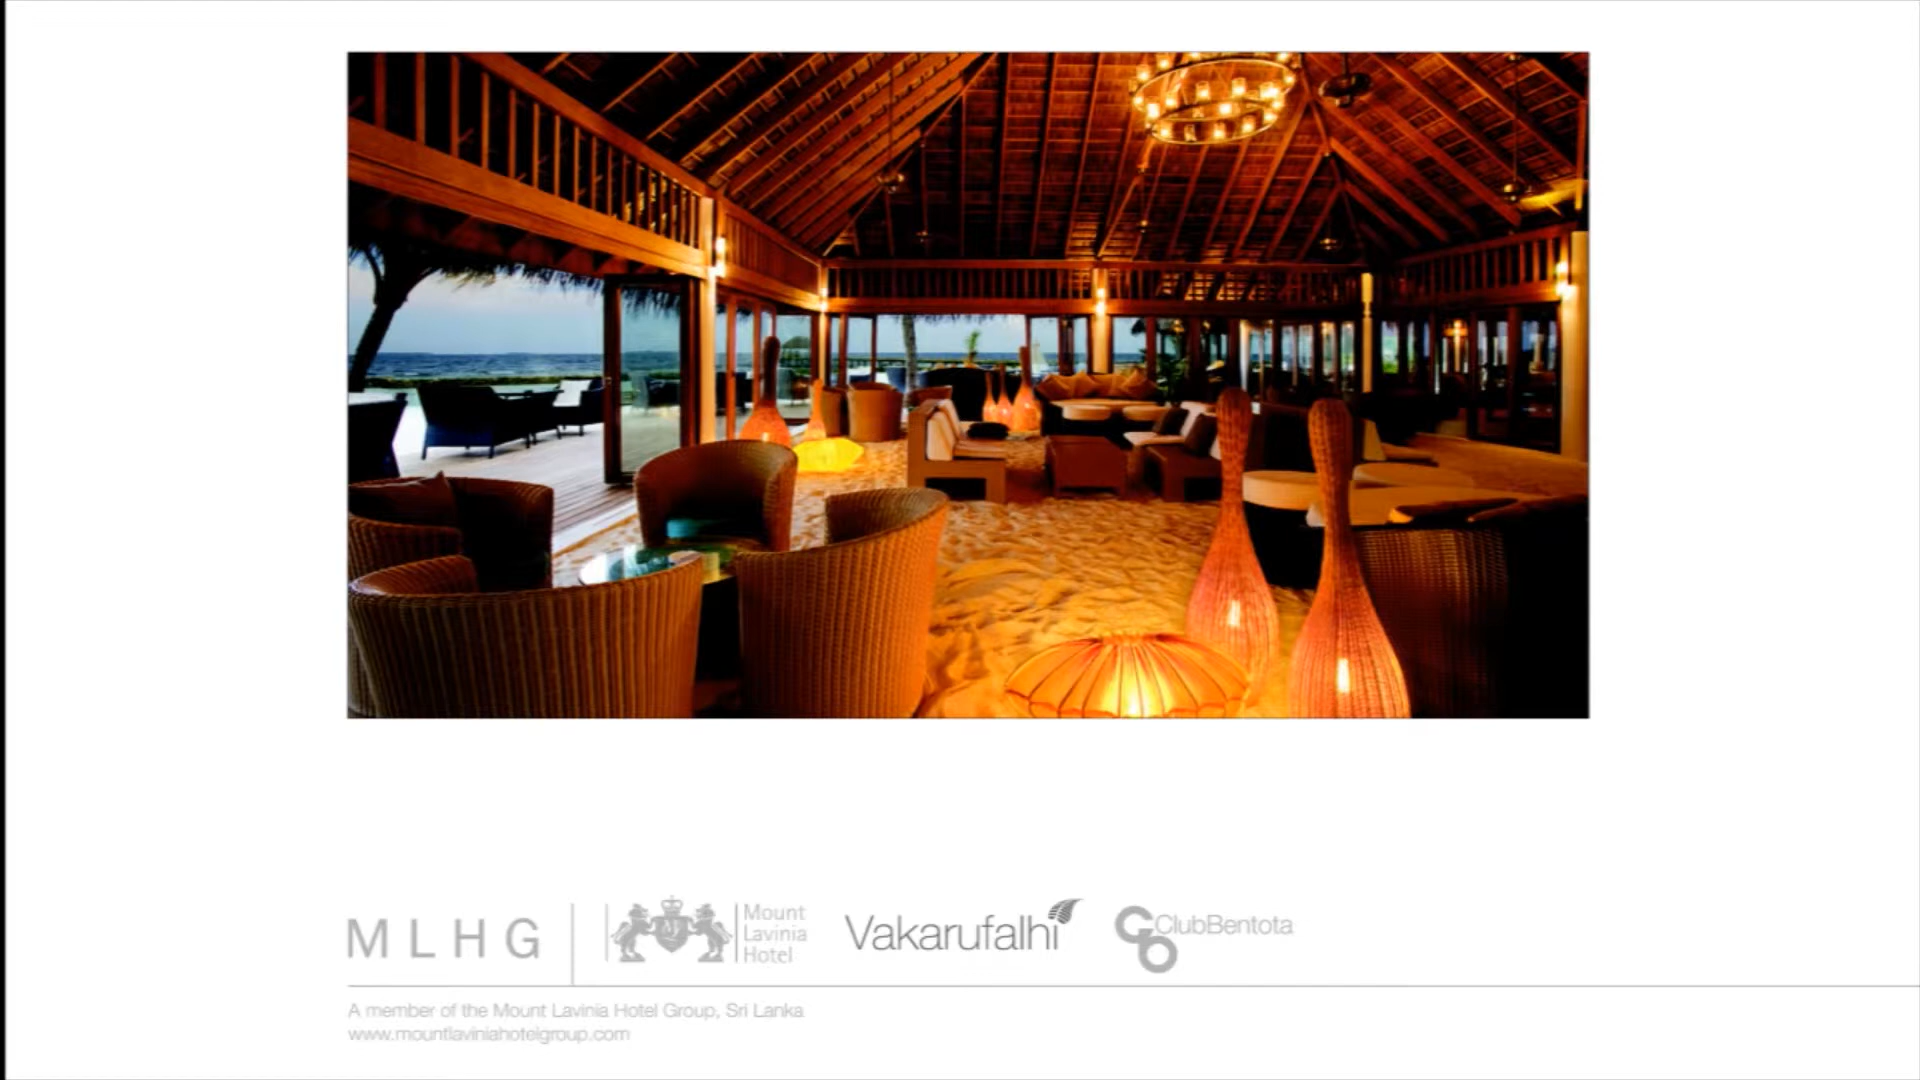 MLHG
Mount
Lavinia
Hotel
Vakarufalhi
ClubBentota
A member of the Mount Lavinia Hotel Group, Sri Lanka
www.mountlaviniahotelgroup.com